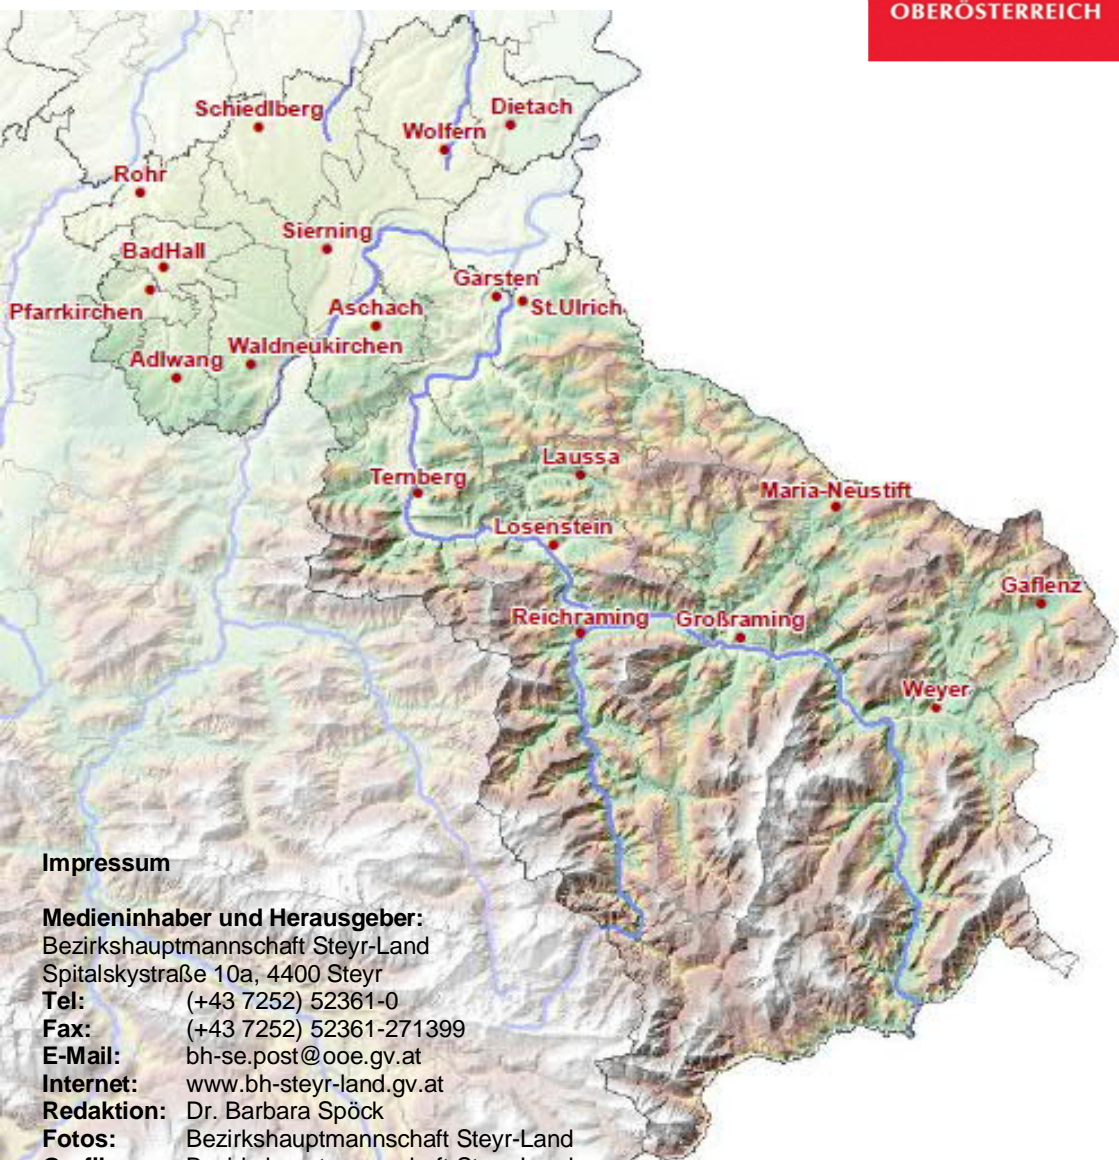 OBERÖSTERREICH
Schiedlberg
Dietach
Wolfern
Rohr
Sierning
BadHall
Garsten
Pfarrkirchen
Aschach
St.Ulrich
Adlwang
Waldneukirchen
Laussa
Ternberg
Maria-Neustift
Losenstein
Gaflenz
Reichraming
Großraming
Weyer
Impressum
Medieninhaber und Herausgeber:
Bezirkshauptmannschaft Steyr-Land
Spitalskystraße 10a, 4400 Steyr
Tel: (+43 7252) 52361-0
Fax: (+43 7252) 52361-271399
E-Mail: bh-se.post@ooe.gv.at
Internet: www.bh-steyr-land.gv.at
Redaktion: Dr. Barbara Spöck
Fotos: Bezirkshauptmannschaft Steyr-Land